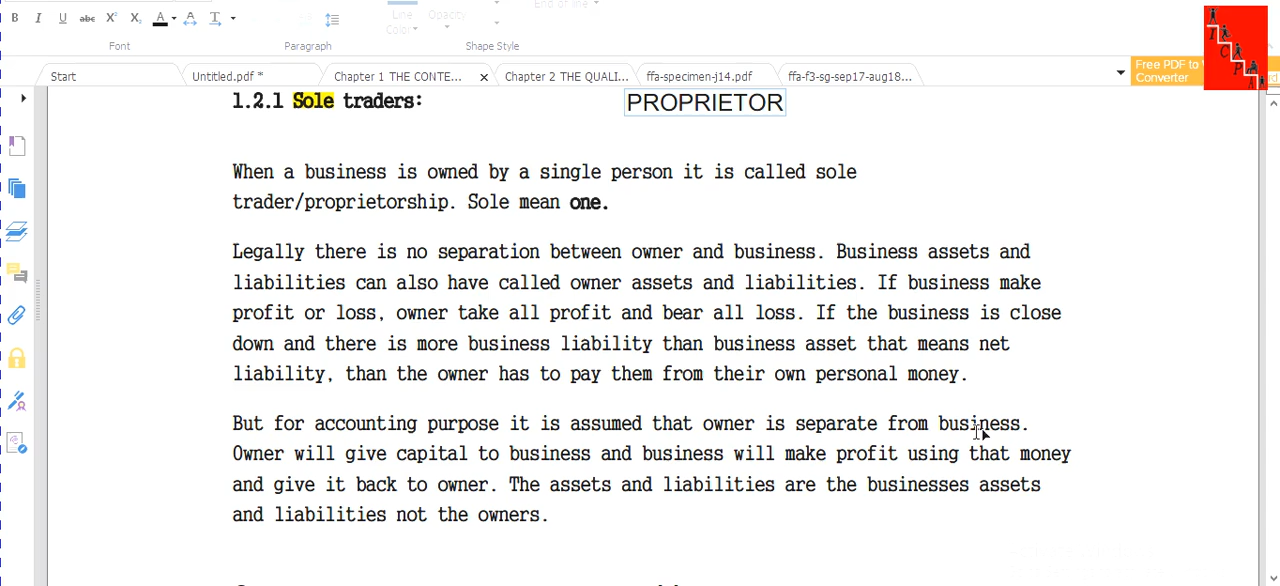 End of line
Line
Color
Opacity
B I U abc X² X₂ A A T
Font
Paragraph
Shape Style
Start
Untitled.pdf *
Chapter 1 THE CONTE...
Chapter 2 THE QUALI...
ffa-specimen-j14.pdf
ffa-f3-sg-sep17-aug18...
Free PDF to
Converter
I
C
P
A
1.2.1 Sole traders:
PROPRIETOR
When a business is owned by a single person it is called sole
trader/proprietorship. Sole mean one.
Legally there is no separation between owner and business. Business assets and
liabilities can also have called owner assets and liabilities. If business make
profit or loss, owner take all profit and bear all loss. If the business is close
down and there is more business liability than business asset that means net
liability, than the owner has to pay them from their own personal money.
But for accounting purpose it is assumed that owner is separate from business.
Owner will give capital to business and business will make profit using that money
and give it back to owner. The assets and liabilities are the businesses assets
and liabilities not the owners.